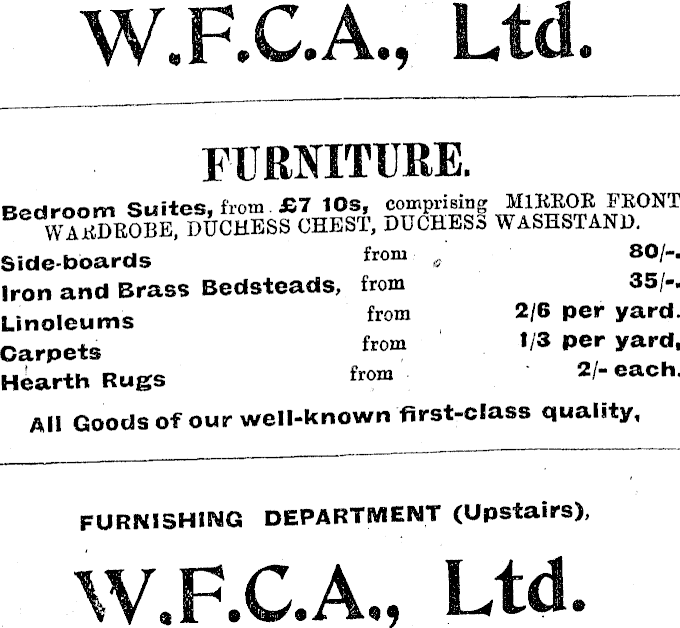 W.F.C.A., Ltd.
FURNITURE.
Bedroom Suites, from £7 10s, comprising MIRROR FRONT
WARDROBE, DUCHESS CHEST, DUCHESS WASHSTAND.
Side-boards from 80/-.
Iron and Brass Bedsteads, from 35/-.
Linoleums from 2/6 per yard.
Carpets from 1/3 per yard,
Hearth Rugs from 2/- each.
All Goods of our well-known first-class quality,
FURNISHING DEPARTMENT (Upstairs),
W.F.C.A., Ltd.